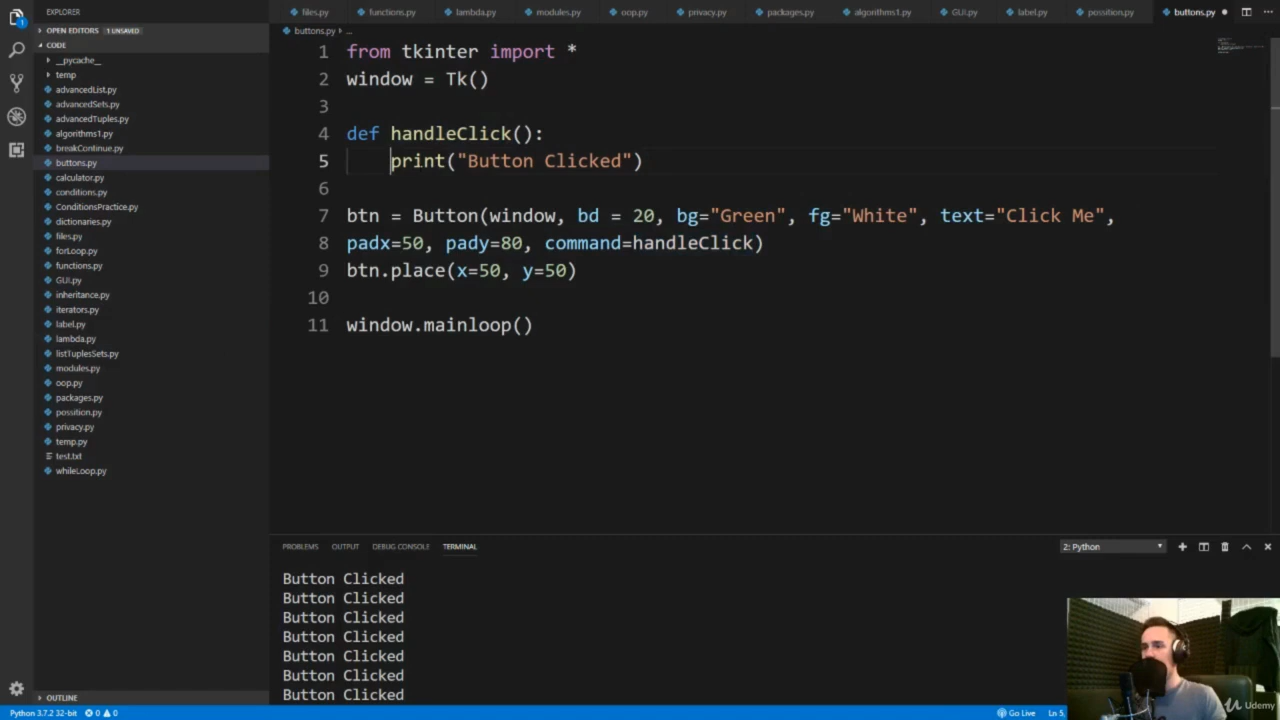 EXPLORER
OPEN EDITORS 1 UNSAVED
CODE
__pycache__
temp
advancedList.py
advancedSets.py
advancedTuples.py
algorithms1.py
breakContinue.py
buttons.py
calculator.py
conditions.py
ConditionsPractice.py
dictionaries.py
files.py
forLoop.py
functions.py
GUI.py
inheritance.py
iterators.py
label.py
lambda.py
listTuplesSets.py
modules.py
oop.py
packages.py
possition.py
privacy.py
temp.py
test.txt
whileLoop.py
OUTLINE
files.py functions.py lambda.py modules.py oop.py privacy.py packages.py algorithms1.py GUI.py label.py possition.py buttons.py
buttons.py > ...
1 from tkinter import *
2 window = Tk()
3
4 def handleClick():
5 print("Button Clicked")
6
7 btn = Button(window, bd = 20, bg="Green", fg="White", text="Click Me",
8 padx=50, pady=80, command=handleClick)
9 btn.place(x=50, y=50)
10
11 window.mainloop()
PROBLEMS OUTPUT DEBUG CONSOLE TERMINAL 2: Python
Button Clicked
Button Clicked
Button Clicked
Button Clicked
Button Clicked
Button Clicked
Button Clicked
Udemy
Python 3.7.2 32-bit 0 0 Go Live Ln 5,